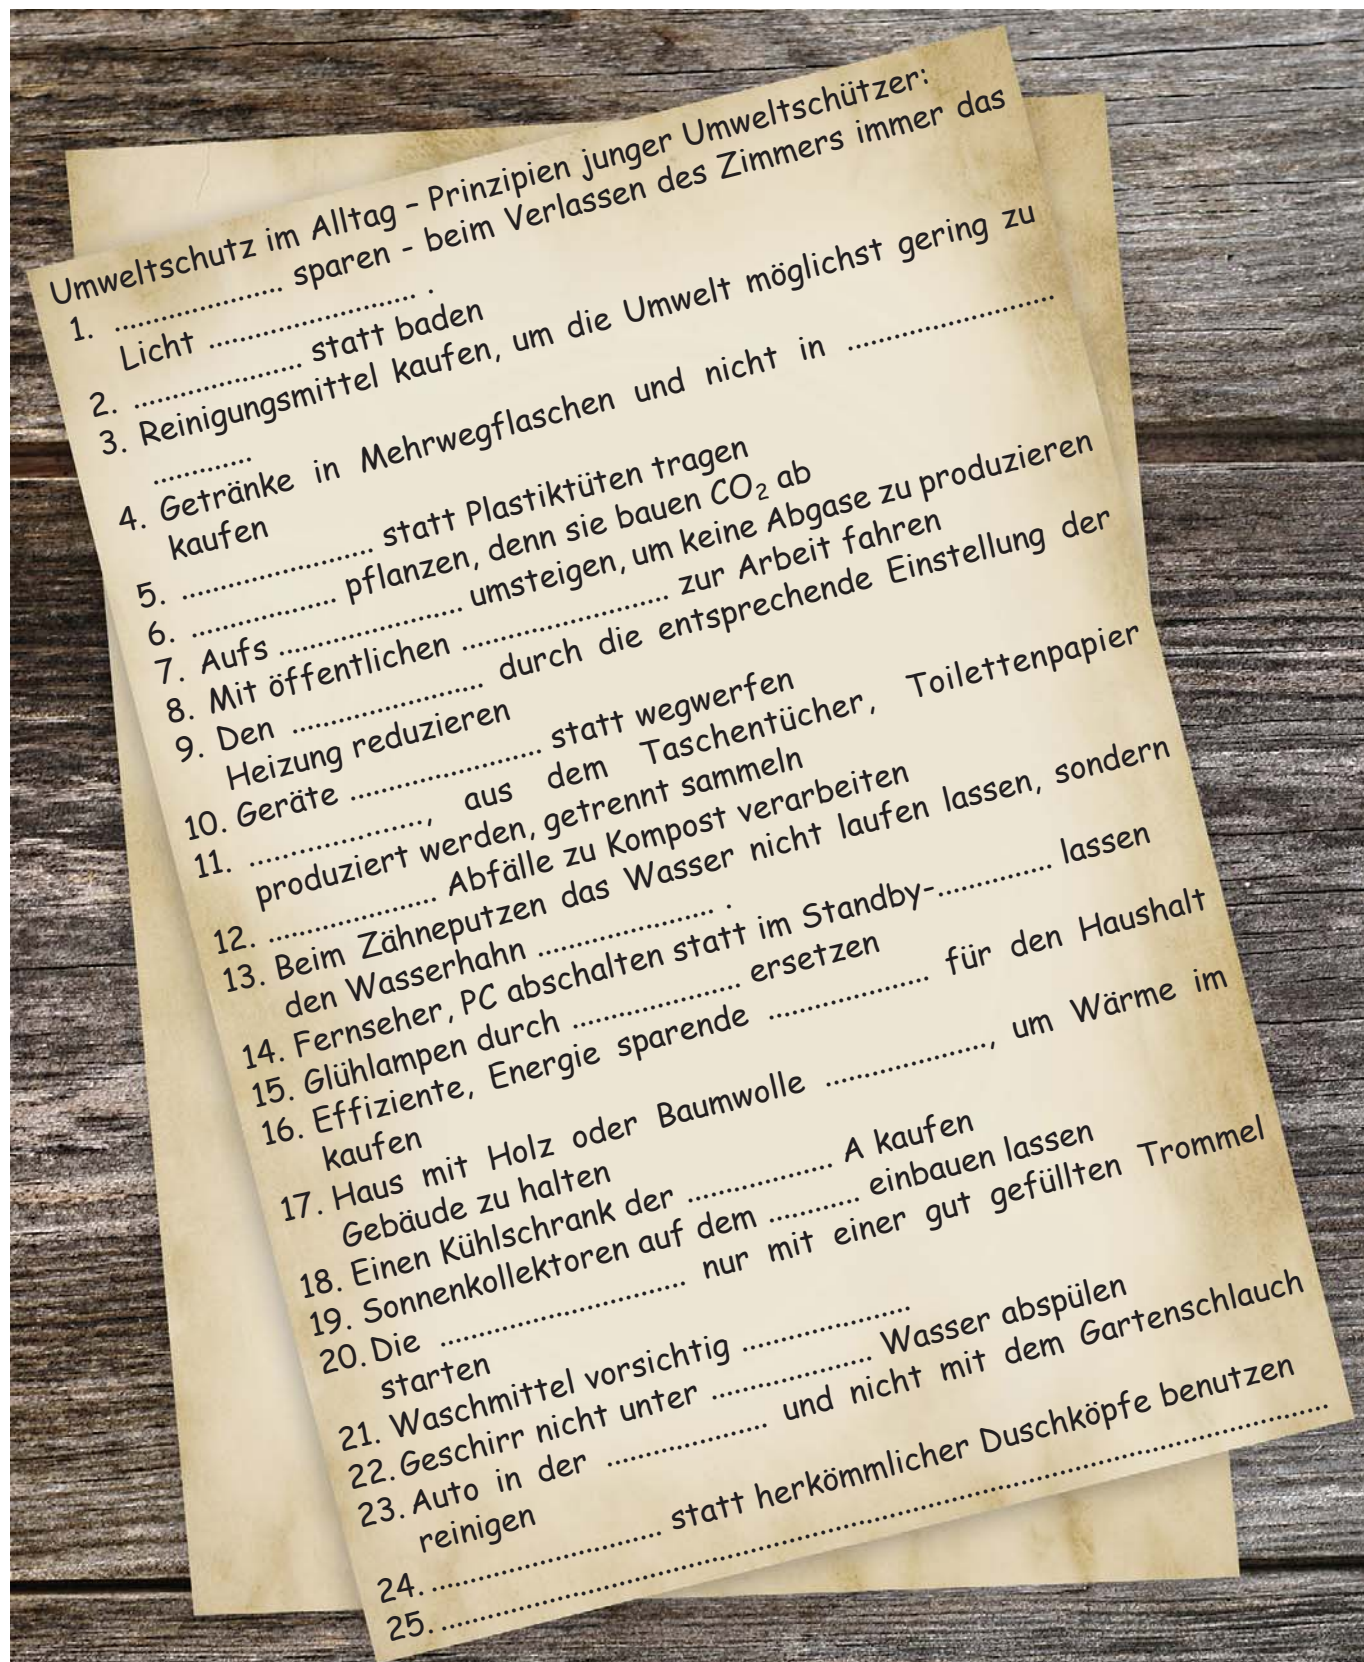 Umweltschutz im Alltag – Prinzipien junger Umweltschützer:
1. ...................... sparen – beim Verlassen des Zimmers immer das
Licht ........................... .
2. ...................... statt baden
3. Reinigungsmittel kaufen, um die Umwelt möglichst gering zu
.............
4. Getränke in Mehrwegflaschen und nicht in ...........................
kaufen
5. ......................... statt Plastiktüten tragen
6. ................... pflanzen, denn sie bauen CO₂ ab
7. Aufs ........................ umsteigen, um keine Abgase zu produzieren
8. Mit öffentlichen ........................... zur Arbeit fahren
9. Den ......................... durch die entsprechende Einstellung der
Heizung reduzieren
10. Geräte ......................... statt wegwerfen
11. ......................., aus dem Taschentücher, Toilettenpapier
produziert werden, getrennt sammeln
12. ...................... Abfälle zu Kompost verarbeiten
13. Beim Zähneputzen das Wasser nicht laufen lassen, sondern
den Wasserhahn ....................... .
14. Fernseher, PC abschalten statt im Standby-............... lassen
15. Glühlampen durch ...................... ersetzen
16. Effiziente, Energie sparende ..................... für den Haushalt
kaufen
17. Haus mit Holz oder Baumwolle ....................., um Wärme im
Gebäude zu halten
18. Einen Kühlschrank der ................... A kaufen
19. Sonnenkollektoren auf dem ............ einbauen lassen
20. Die ................................ nur mit einer gut gefüllten Trommel
starten
21. Waschmittel vorsichtig ......................
22. Geschirr nicht unter ..................... Wasser abspülen
23. Auto in der ..................... und nicht mit dem Gartenschlauch
reinigen
24. .............................. statt herkömmlicher Duschköpfe benutzen
25. ....................................................................................................................